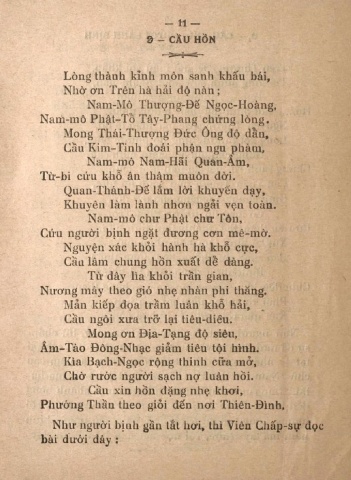 — 11 —
9 – CẦU HỒN
Lòng thành kỉnh môn sanh khấu bái,
Nhờ ơn Trên hà hải độ nàn ;
Nam-Mô Thượng-Đế Ngọc-Hoàng,
Nam-mô Phật-Tổ Tây-Phang chứng lòng.
Mong Thái-Thượng Đức Ông độ dẫn,
Cầu Kim-Tinh đoái phận ngu phàm,
Nam-mô Nam-Hãi Quan-Âm,
Từ-bi cứu khổ ân thậm muôn đời.
Quan-Thánh-Đế lắm lời khuyên dạy,
Khuyên làm lành nhơn ngãi vẹn toàn.
Nam-mô chư Phật chư Tôn,
Cứu người bịnh ngặt đương cơn mê-mờ.
Nguyện xác khỏi hành hà khổ cực,
Cầu lâm chung hồn xuất dễ dàng.
Từ đây lìa khỏi trần gian,
Nương mây theo gió nhẹ nhàn phi thăng.
Mản kiếp đọa trầm luân khổ hải,
Cầu ngôi xưa trở lại tiêu-diêu.
Mong ơn Địa-Tạng độ siêu,
Âm-Tào Đông-Nhạc giảm tiêu tội hình.
Kìa Bạch-Ngọc rộng thinh cửa mở,
Chờ rước người sạch nợ luân hồi.
Cầu xin hồn đặng nhẹ khơi,
Phướng Thần theo giỏi đến nơi Thiên-Đình,
Như người bịnh gần tắt hơi, thì Viên Chấp-sự đọc
bài dưới dây :